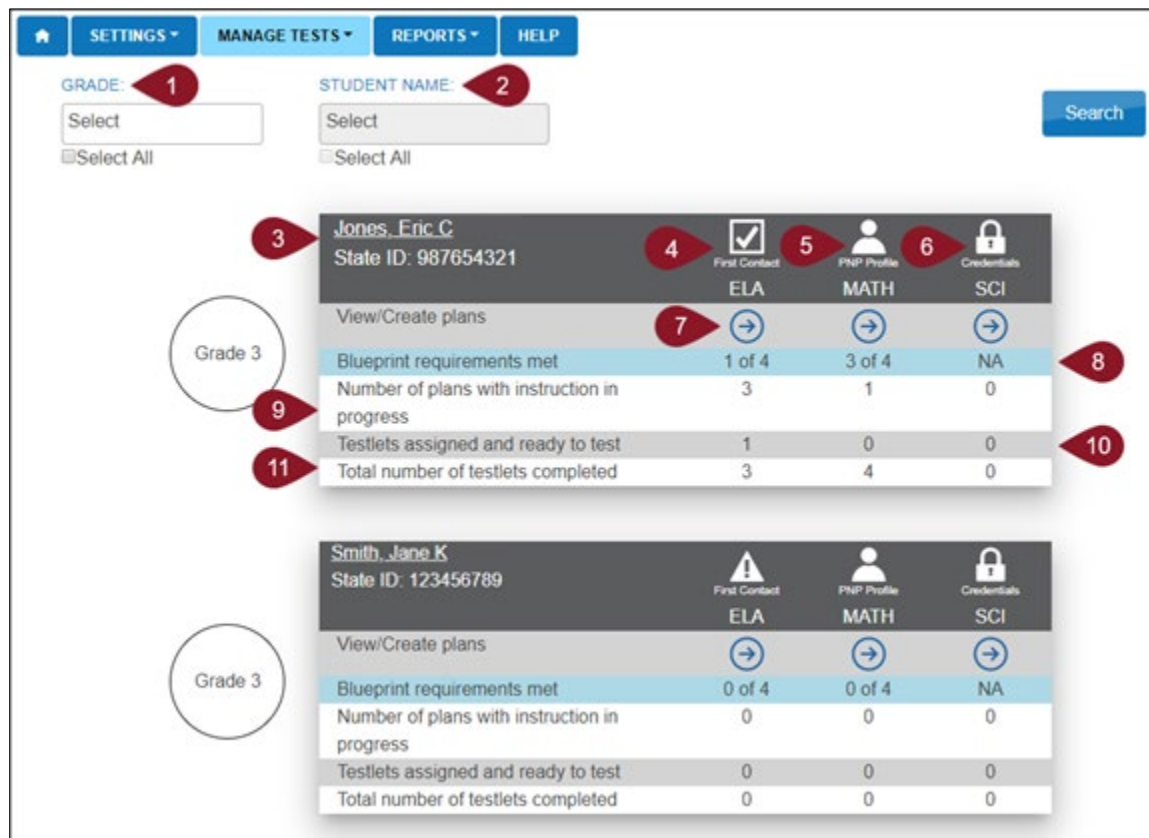 SETTINGS MANAGE TESTS REPORTS HELP
GRADE: 1 STUDENT NAME: 2
Select Select Search
Select All Select All
3 Jones, Eric C
State ID: 987654321 4 First Contact 5 PNP Profile 6 Credentials
ELA MATH SCI
View/Create plans 7
Grade 3
Blueprint requirements met 1 of 4 3 of 4 NA 8
Number of plans with instruction in 3 1 0
9 progress
Testlets assigned and ready to test 1 0 0 10
11 Total number of testlets completed 3 4 0
Smith, Jane K
State ID: 123456789 First Contact PNP Profile Credentials
ELA MATH SCI
View/Create plans
Grade 3
Blueprint requirements met 0 of 4 0 of 4 NA
Number of plans with instruction in 0 0 0
progress
Testlets assigned and ready to test 0 0 0
Total number of testlets completed 0 0 0